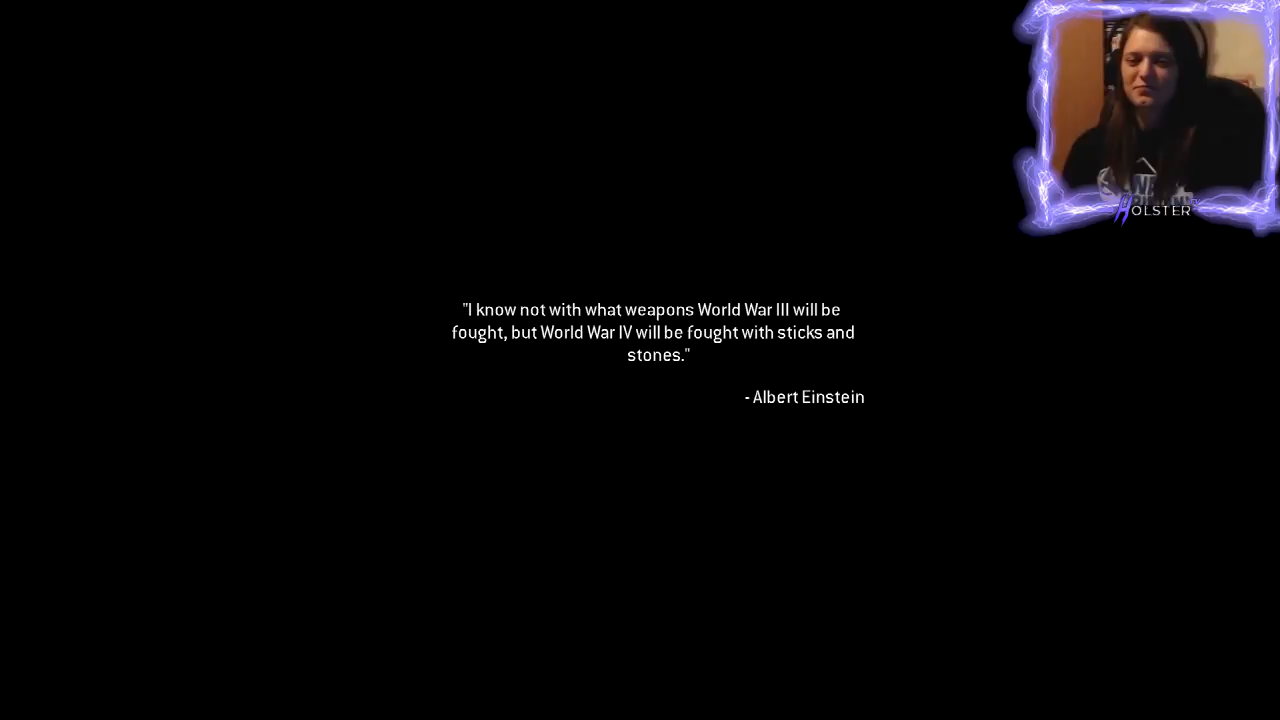 HOLSTER
"I know not with what weapons World War III will be
fought, but World War IV will be fought with sticks and
stones."
- Albert Einstein